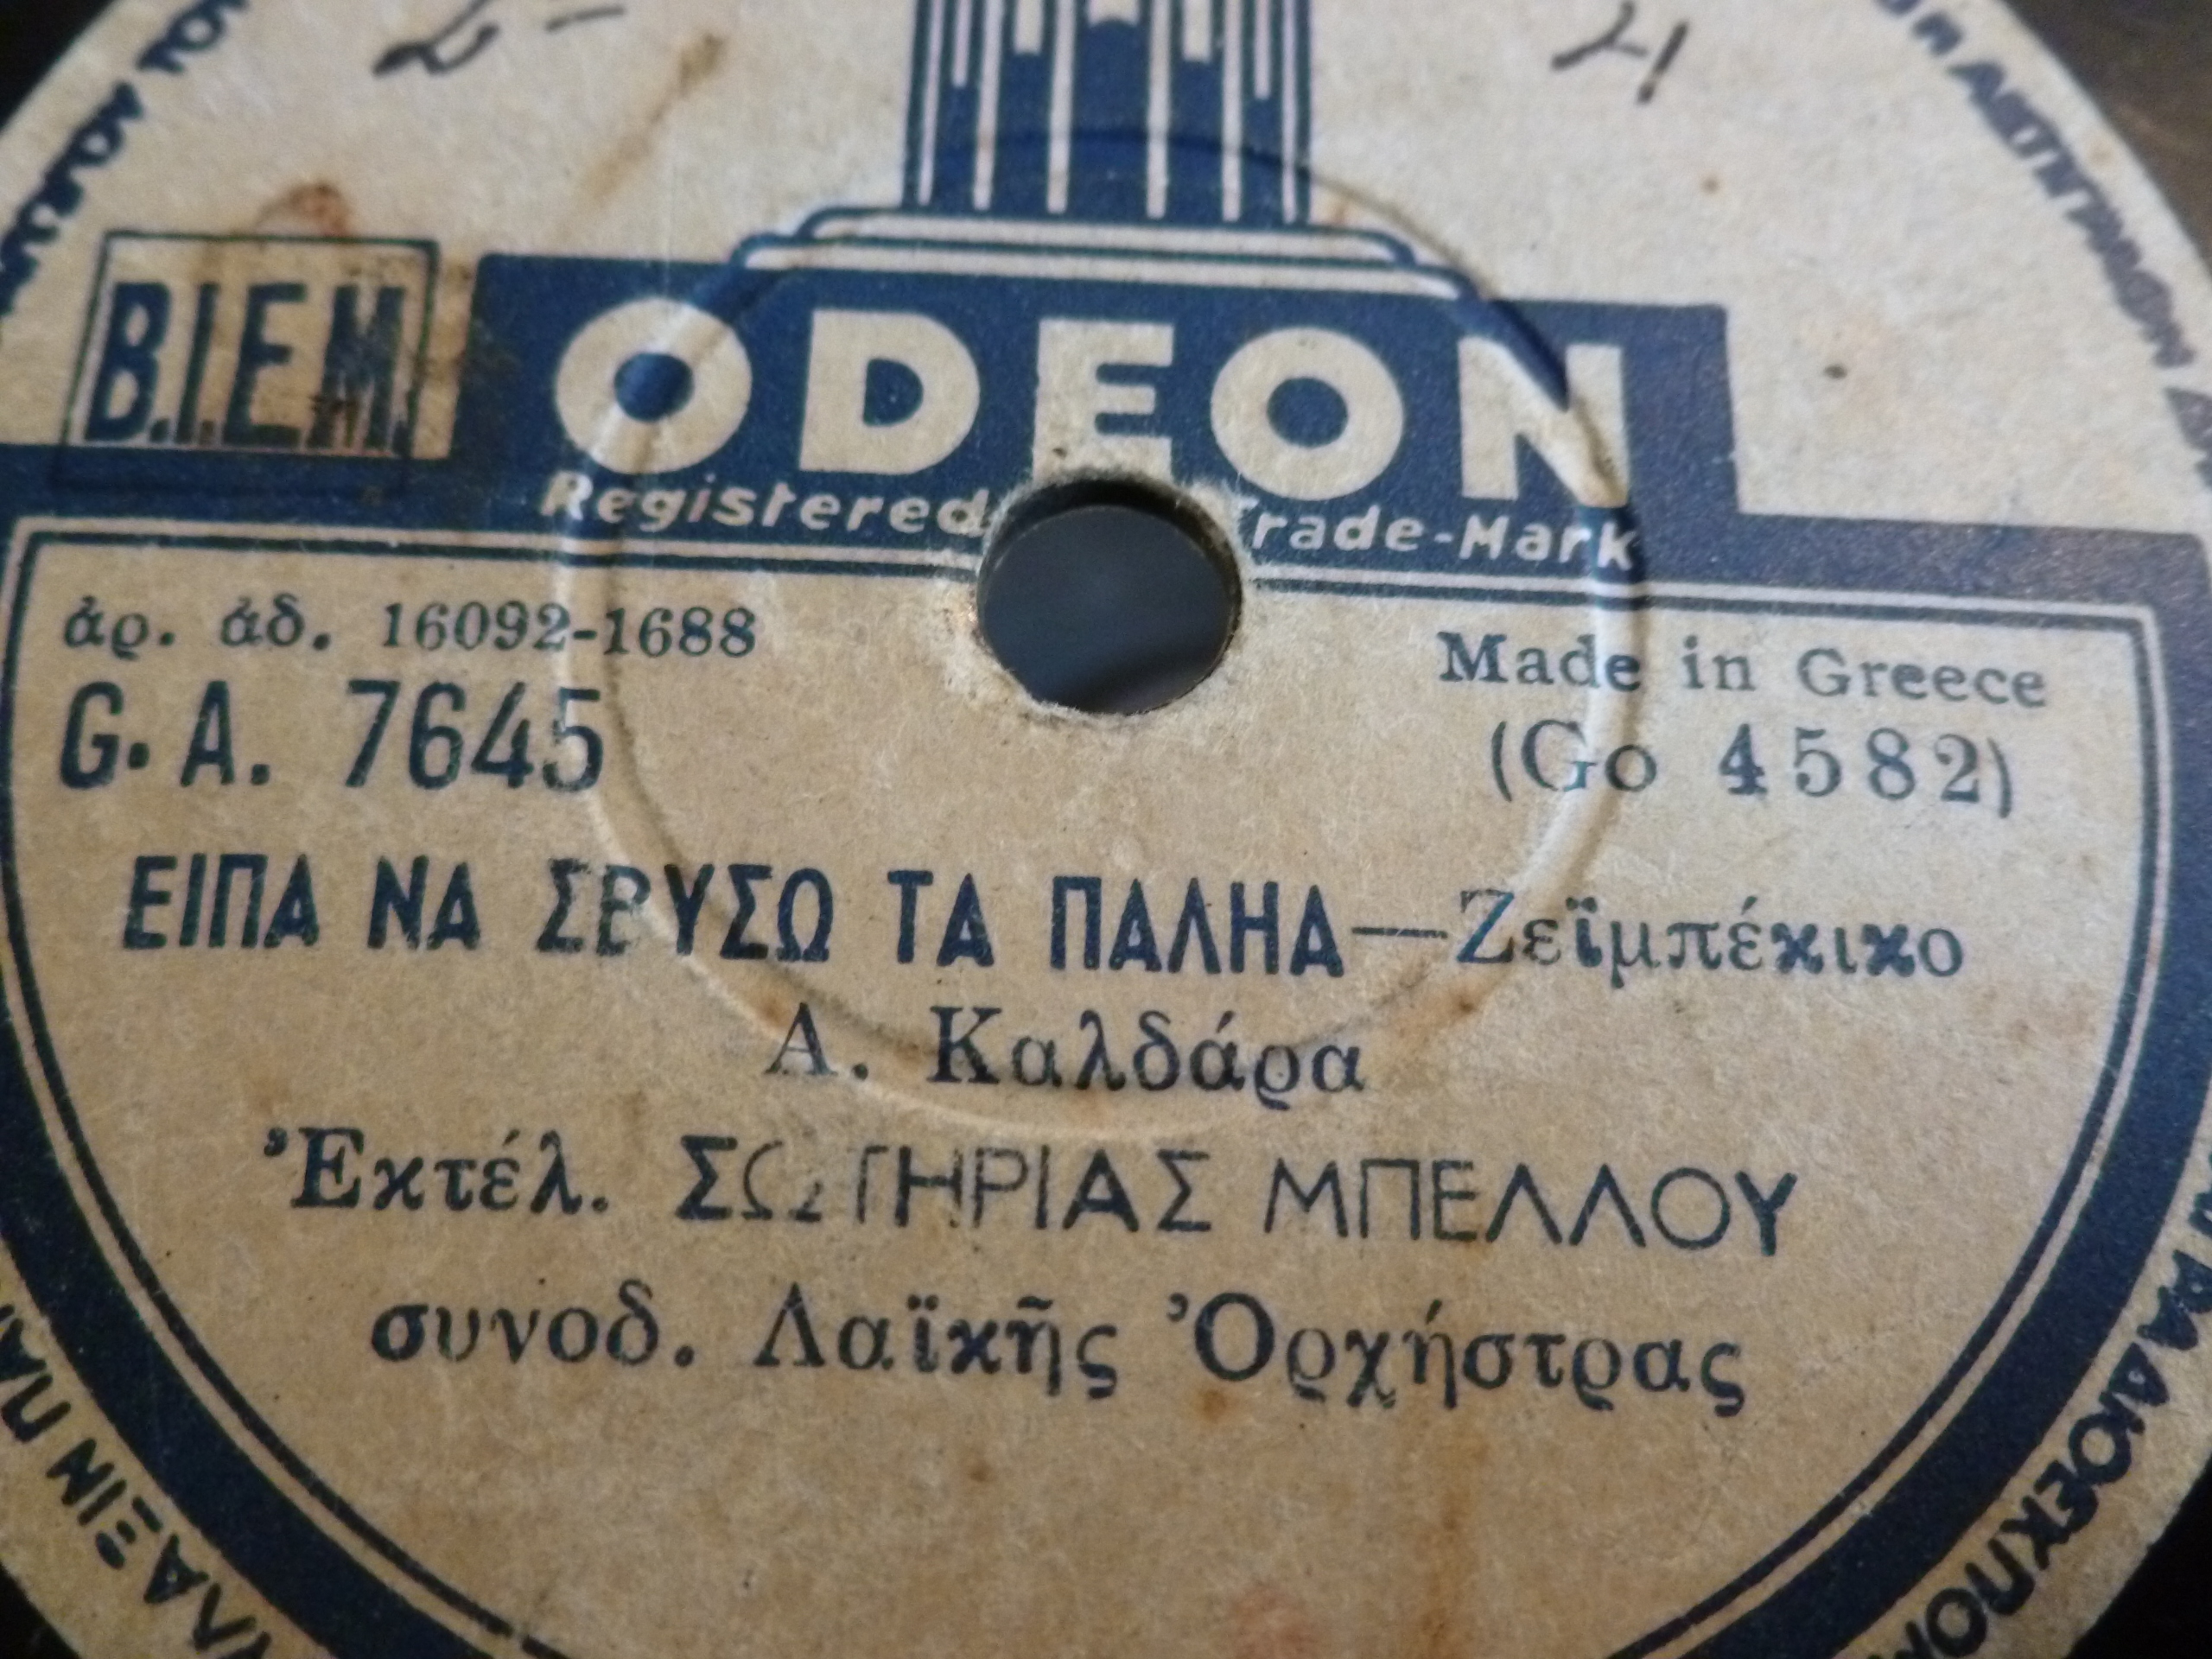 B.I.E.M.
ODEON
Registered Trade-Mark
ἀρ. ἀδ. 16092-1688
Made in Greece
G. A. 7645
(Go 4582)
ΕΙΠΑ ΝΑ ΣΒΥΣΩ ΤΑ ΠΑΛΗΑ—Ζεϊμπέκικο
Α. Καλδάρα
Ἐκτέλ. ΣΩΤΗΡΙΑΣ ΜΠΕΛΛΟΥ
συνοδ. Λαϊκῆς Ὀρχήστρας